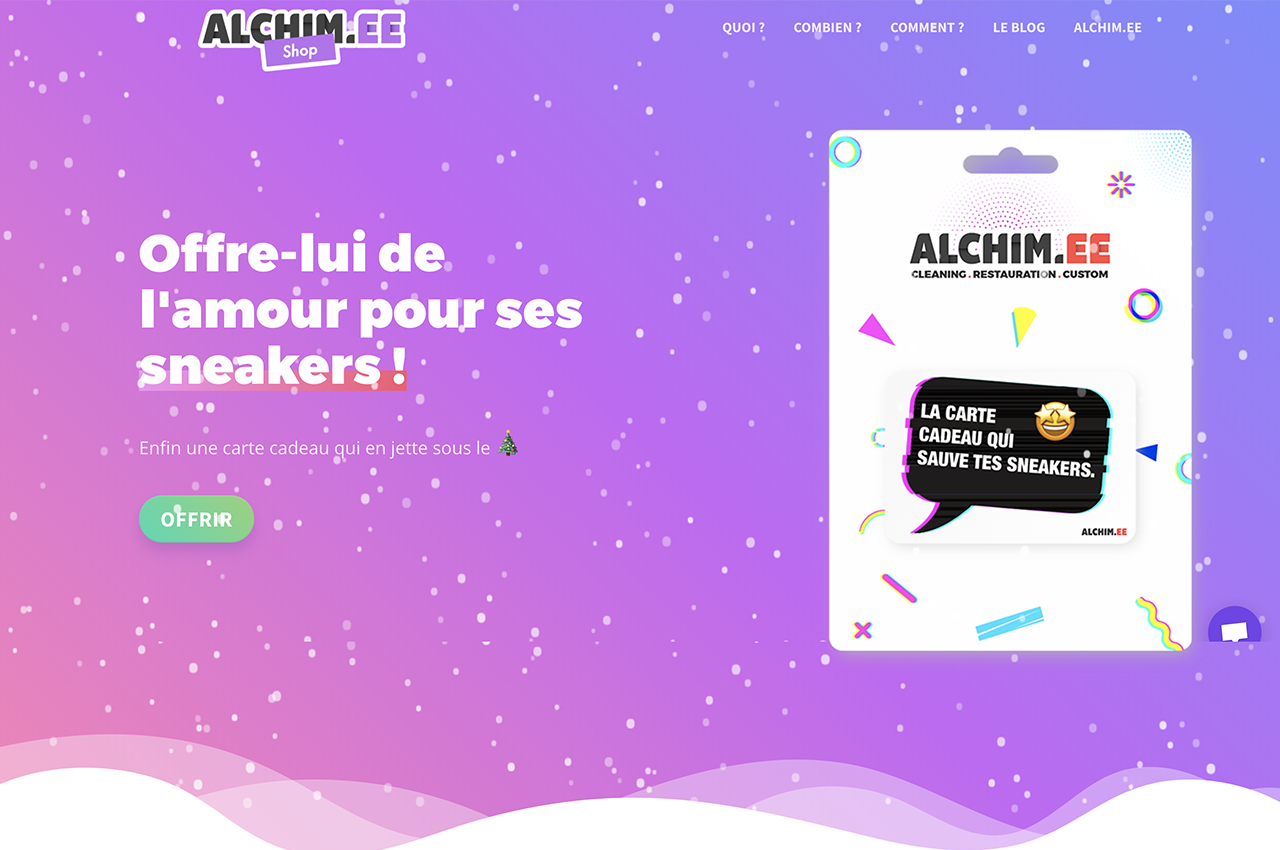 ALCHIM.EE
Shop
QUOI ?
COMBIEN ?
COMMENT ?
LE BLOG
ALCHIM.EE
Offre-lui de
l'amour pour ses
sneakers !
Enfin une carte cadeau qui en jette sous le 🎄
OFFRIR
ALCHIM.EE
CLEANING . RESTAURATION . CUSTOM
LA CARTE
CADEAU QUI
SAUVE TES SNEAKERS.
ALCHIM.EE